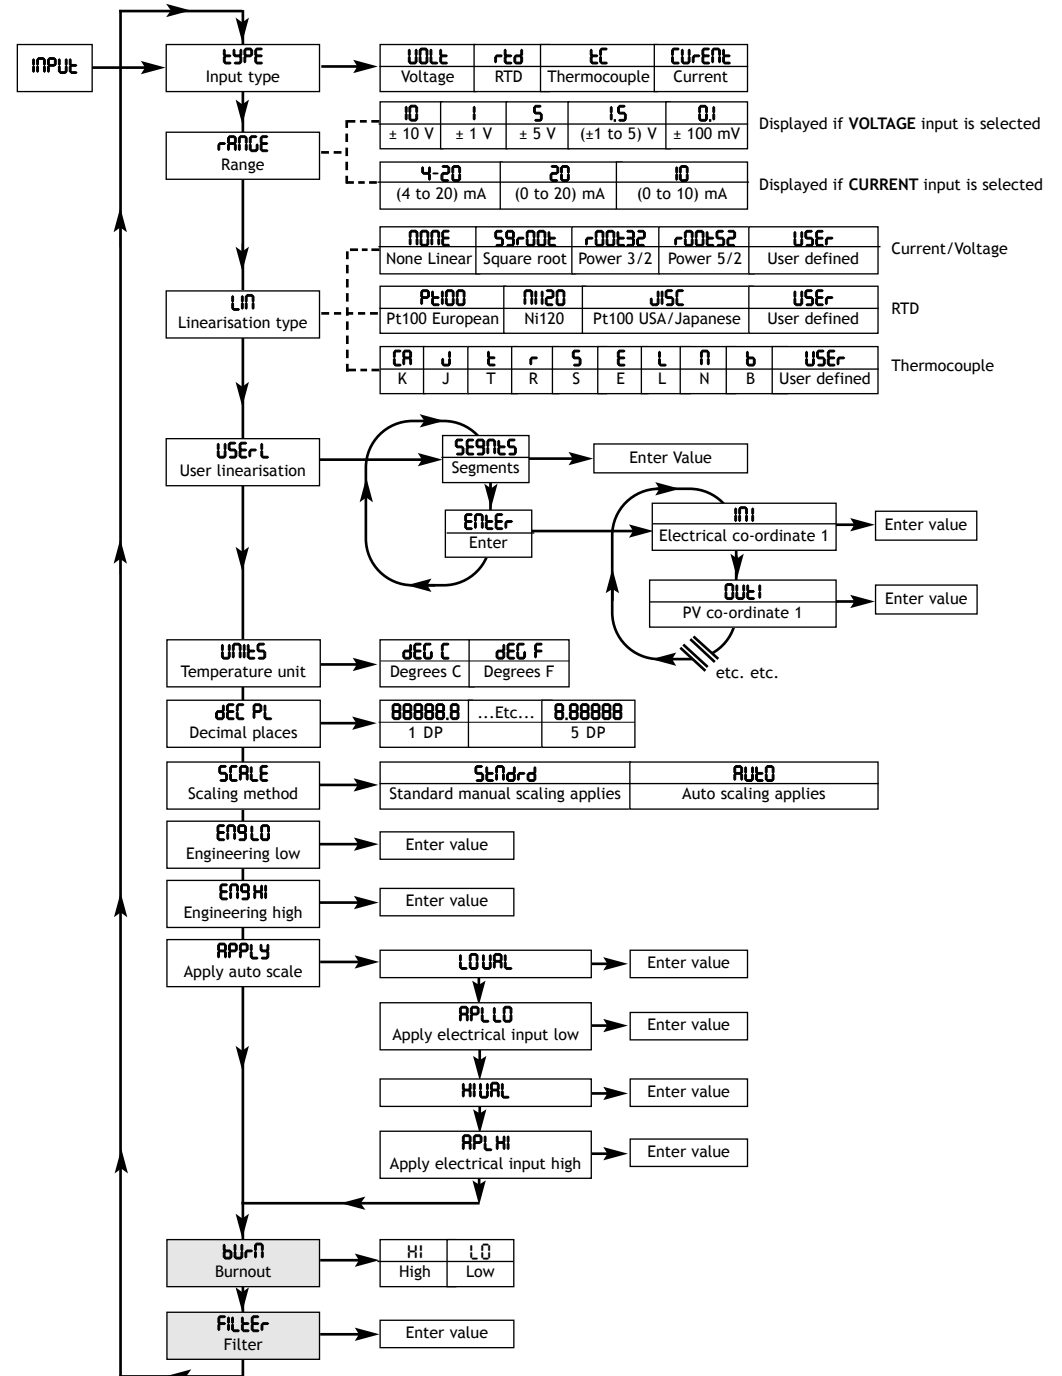 INPUt
tYPE
Input type
VOLt rtd tC CUrENt
Voltage RTD Thermocouple Current
rANGE
Range
10 1 5 1.5 0.1
± 10 V ± 1 V ± 5 V (±1 to 5) V ± 100 mV
Displayed if VOLTAGE input is selected
4-20 20 10
(4 to 20) mA (0 to 20) mA (0 to 10) mA
Displayed if CURRENT input is selected
LIN
Linearisation type
NONE S9rOOt rOOt32 rOOt52 USEr
None Linear Square root Power 3/2 Power 5/2 User defined
Current/Voltage
Pt100 Ni120 JISC USEr
Pt100 European Ni120 Pt100 USA/Japanese User defined
RTD
CA J t r S E L N b USEr
K J T R S E L N B User defined
Thermocouple
USEr L
User linearisation
SE9NtS
Segments
Enter Value
ENtEr
Enter
IN1
Electrical co-ordinate 1
Enter value
OUt1
PV co-ordinate 1
Enter value
etc. etc.
UNItS
Temperature unit
dEG C dEG F
Degrees C Degrees F
dEC PL
Decimal places
88888.8 ...Etc... 8.88888
1 DP 5 DP
SCALE
Scaling method
StNdrd AUtO
Standard manual scaling applies Auto scaling applies
EN9LO
Engineering low
Enter value
EN9HI
Engineering high
Enter value
APPLY
Apply auto scale
LOVAL
Enter value
APLLO
Apply electrical input low
Enter value
HIVAL
Enter value
APLHI
Apply electrical input high
Enter value
bUrN
Burnout
HI LO
High Low
FILtEr
Filter
Enter value